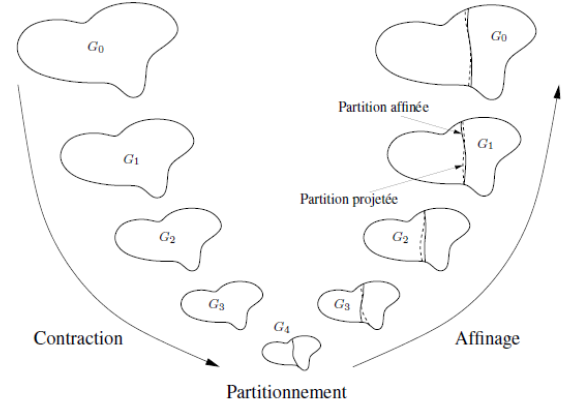 G₀
G₀
Partition affinée
G₁
G₁
Partition projetée
G₂
G₂
G₃
G₃
G₄
Contraction
Affinage
Partitionnement